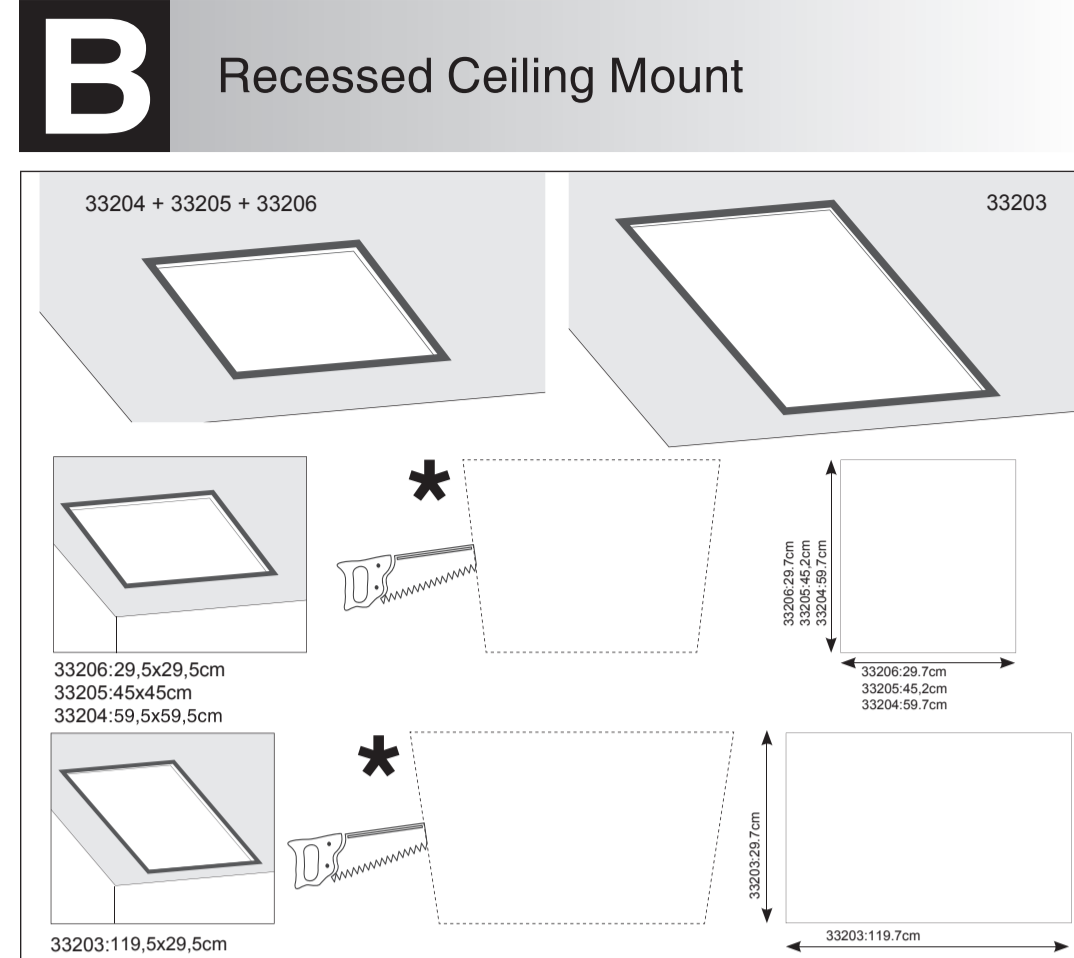 B
Recessed Ceiling Mount
33204 + 33205 + 33206
33203
*
33206:29.7cm
33205:45,2cm
33204:59.7cm
33206:29,5x29,5cm
33205:45x45cm
33204:59,5x59,5cm
33206:29.7cm
33205:45,2cm
33204:59.7cm
*
33203:29.7cm
33203:119,5x29,5cm
33203:119.7cm